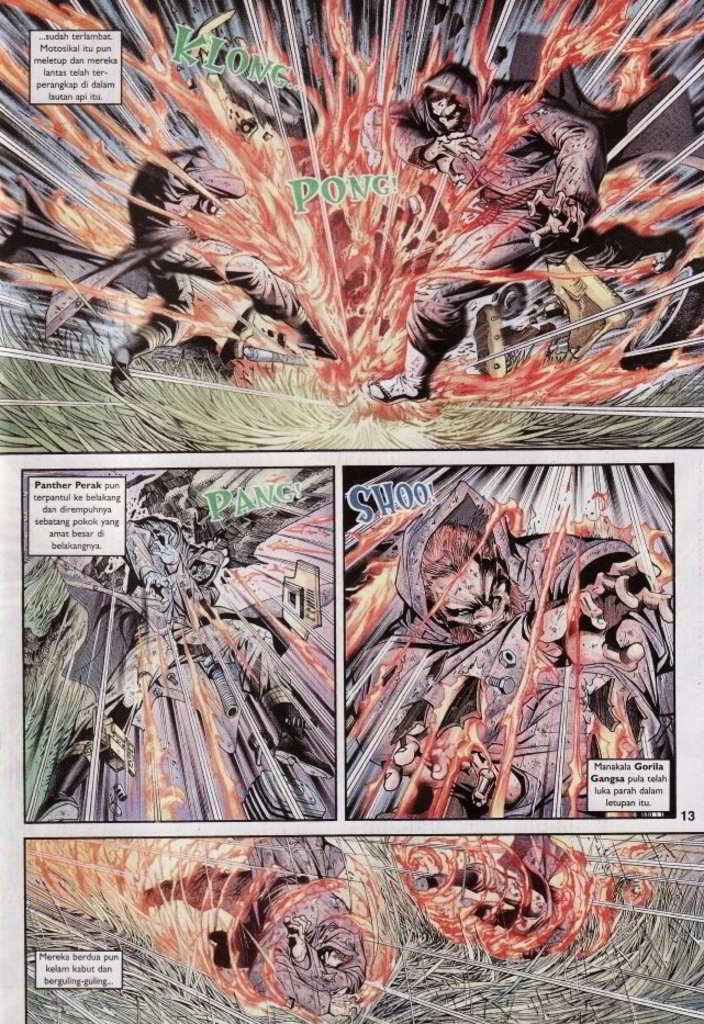 ...sudah terlambat.
Motosikal itu pun
meletup dan mereka
lantas telah ter-
perangkap di dalam
lautan api itu.
KLONG...
PONG!
Panther Perak pun
terpantul ke belakang
dan dirempuhnya
sebatang pokok yang
amat besar di
belakangnya.
PANG!
SHOO!
Manakala Gorila
Gangsa pula telah
luka parah dalam
letupan itu.
13
Mereka berdua pun
kelam kabut dan
berguling-guling...